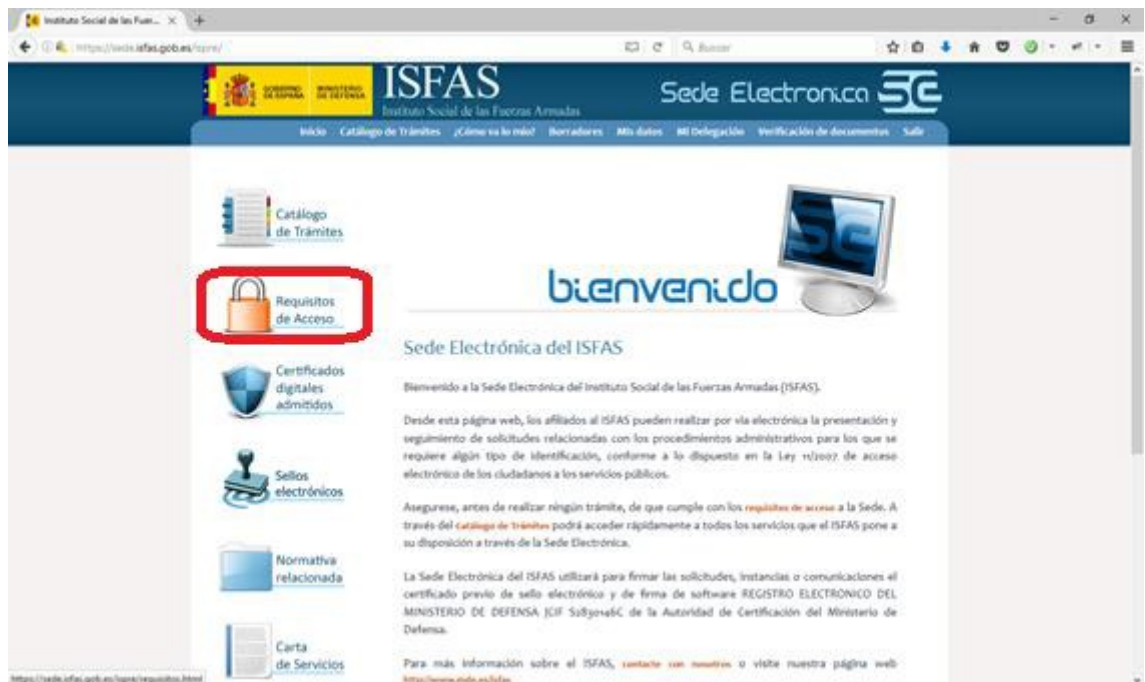 Instituto Social de las Fuer...
https://sede.isfas.gob.es/iopre/
Buscar
GOBIERNO DE ESPAÑA
MINISTERIO DE DEFENSA
ISFAS
Instituto Social de las Fuerzas Armadas
Sede Electronica
Inicio Catálogo de Trámites ¿Cómo va lo mío? Borradores Mis datos Mi Delegación Verificación de documentos Salir
Catálogo
de Trámites
Requisitos
de Acceso
Certificados
digitales
admitidos
Sellos
electrónicos
Normativa
relacionada
Carta
de Servicios
bienvenido
Sede Electrónica del ISFAS
Bienvenido a la Sede Electrónica del Instituto Social de las Fuerzas Armadas (ISFAS).
Desde esta página web, los afiliados al ISFAS pueden realizar por vía electrónica la presentación y
seguimiento de solicitudes relacionadas con los procedimientos administrativos para los que se
requiere algún tipo de identificación, conforme a lo dispuesto en la Ley 11/2007 de acceso
electrónico de los ciudadanos a los servicios públicos.
Asegurese, antes de realizar ningún trámite, de que cumple con los requisitos de acceso a la Sede. A
través del Catálogo de Trámites podrá acceder rápidamente a todos los servicios que el ISFAS pone a
su disposición a través de la Sede Electrónica.
La Sede Electrónica del ISFAS utilizará para firmar las solicitudes, instancias o comunicaciones el
certificado previo de sello electrónico y de firma de software REGISTRO ELECTRONICO DEL
MINISTERIO DE DEFENSA |CIF S2830046C de la Autoridad de Certificación del Ministerio de
Defensa.
Para más información sobre el ISFAS, contacte con nosotros o visite nuestra página web